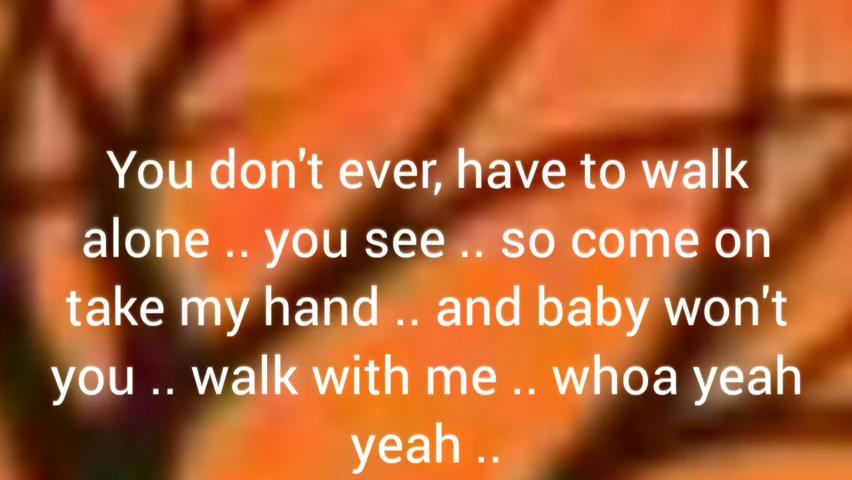 You don't ever, have to walk
alone .. you see .. so come on
take my hand .. and baby won't
you .. walk with me .. whoa yeah
yeah ..